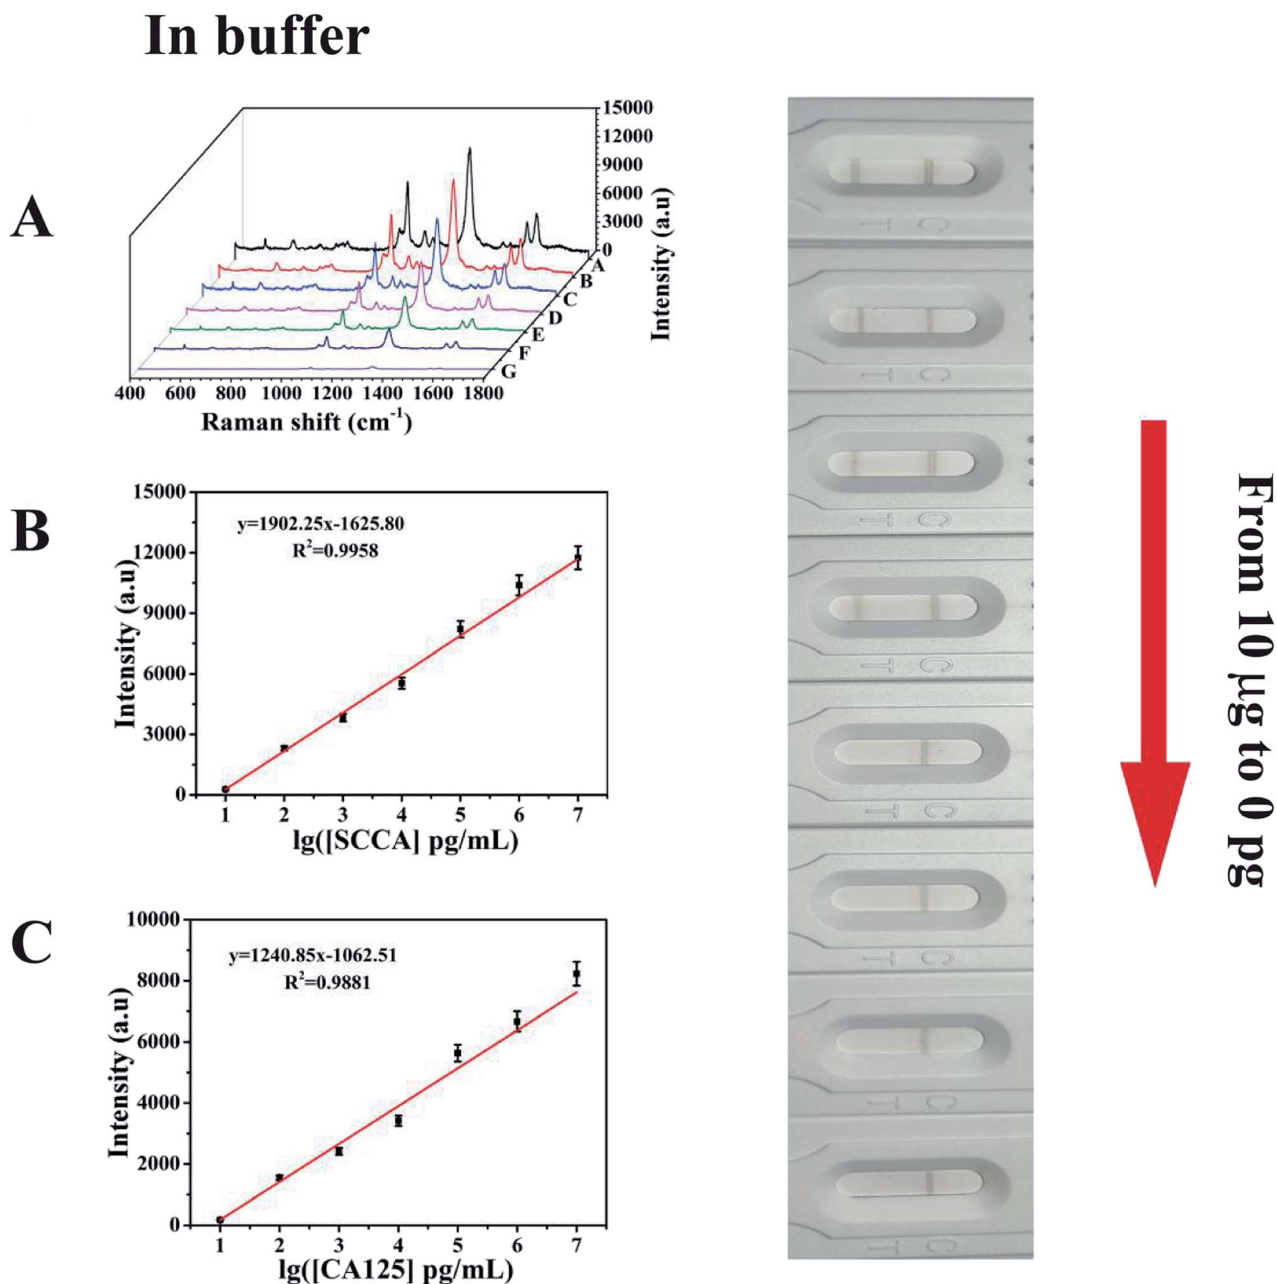 In buffer
A
15000
12000
9000
6000
3000
0
Intensity (a.u)
A
B
C
D
E
F
G
400 600 800 1000 1200 1400 1600 1800
Raman shift (cm⁻¹)
B
15000
12000
9000
6000
3000
0
Intensity (a.u)
y=1902.25x-1625.80
R²=0.9958
1 2 3 4 5 6 7
lg([SCCA] pg/mL)
C
10000
8000
6000
4000
2000
0
Intensity (a.u)
y=1240.85x-1062.51
R²=0.9881
1 2 3 4 5 6 7
lg([CA125] pg/mL)
T C
T C
T C
T C
T C
T C
T C
T C
From 10 μg to 0 pg